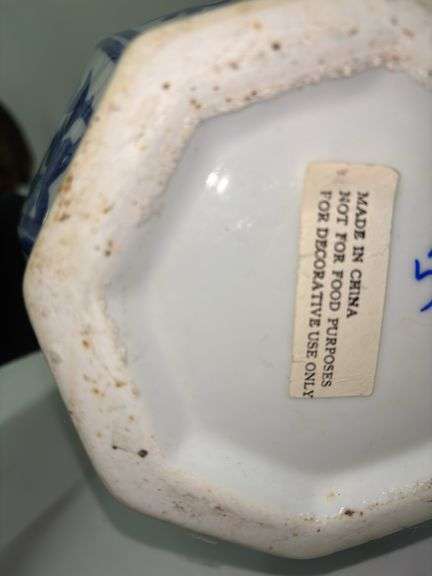 MADE IN CHINA
NOT FOR FOOD PURPOSES
FOR DECORATIVE USE ONLY